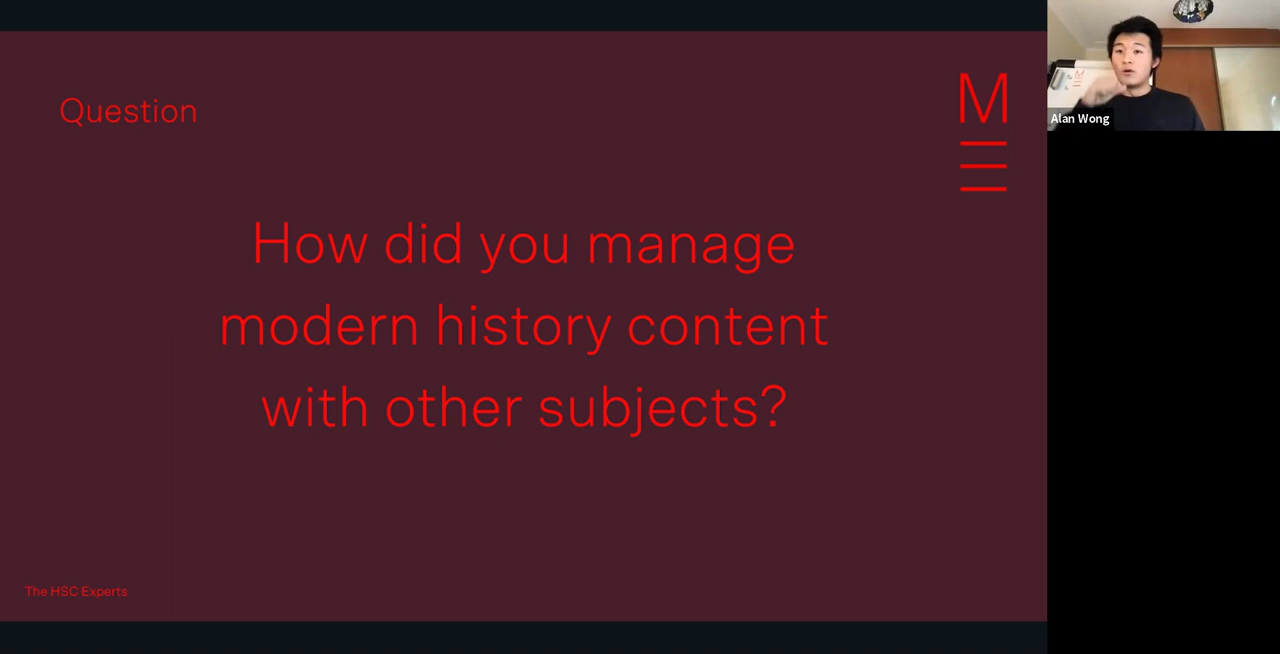 Question
M
How did you manage
modern history content
with other subjects?
The HSC Experts
Alan Wong